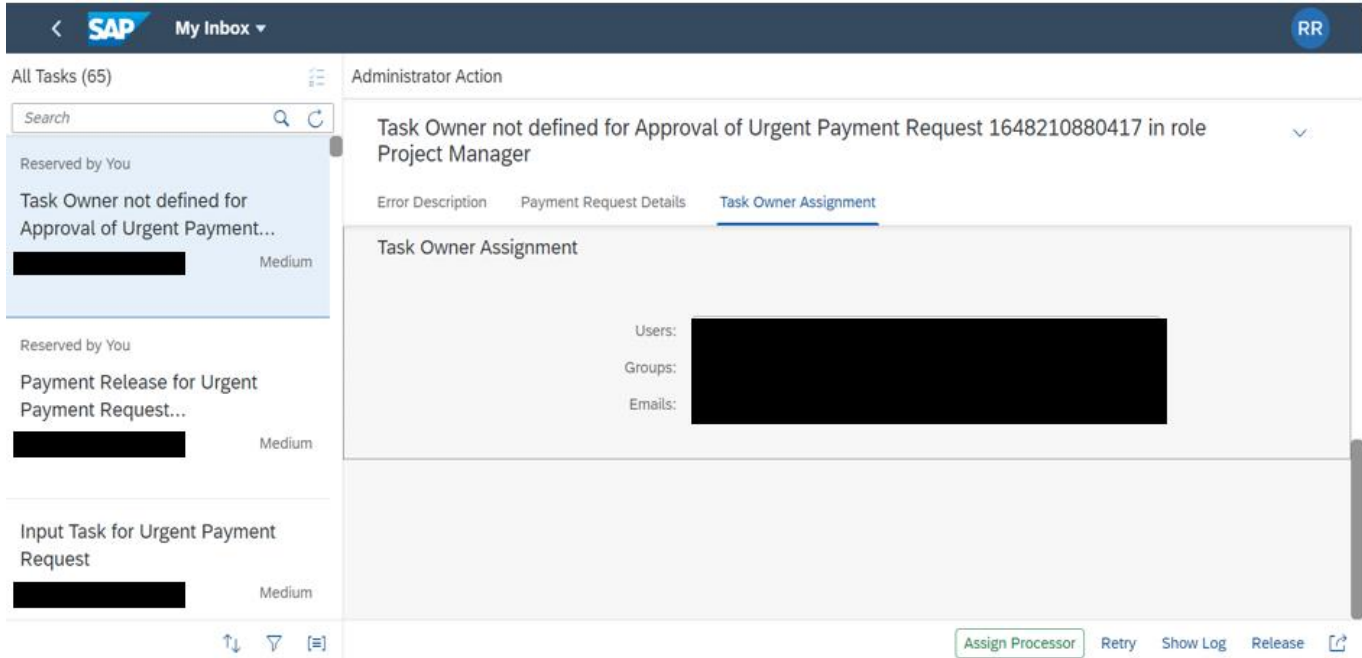 SAP My Inbox
RR
All Tasks (65)
Search
Reserved by You
Task Owner not defined for
Approval of Urgent Payment...
Medium
Reserved by You
Payment Release for Urgent
Payment Request...
Medium
Input Task for Urgent Payment
Request
Medium
Administrator Action
Task Owner not defined for Approval of Urgent Payment Request 1648210880417 in role
Project Manager
Error Description Payment Request Details Task Owner Assignment
Task Owner Assignment
Users:
Groups:
Emails:
Assign Processor Retry Show Log Release